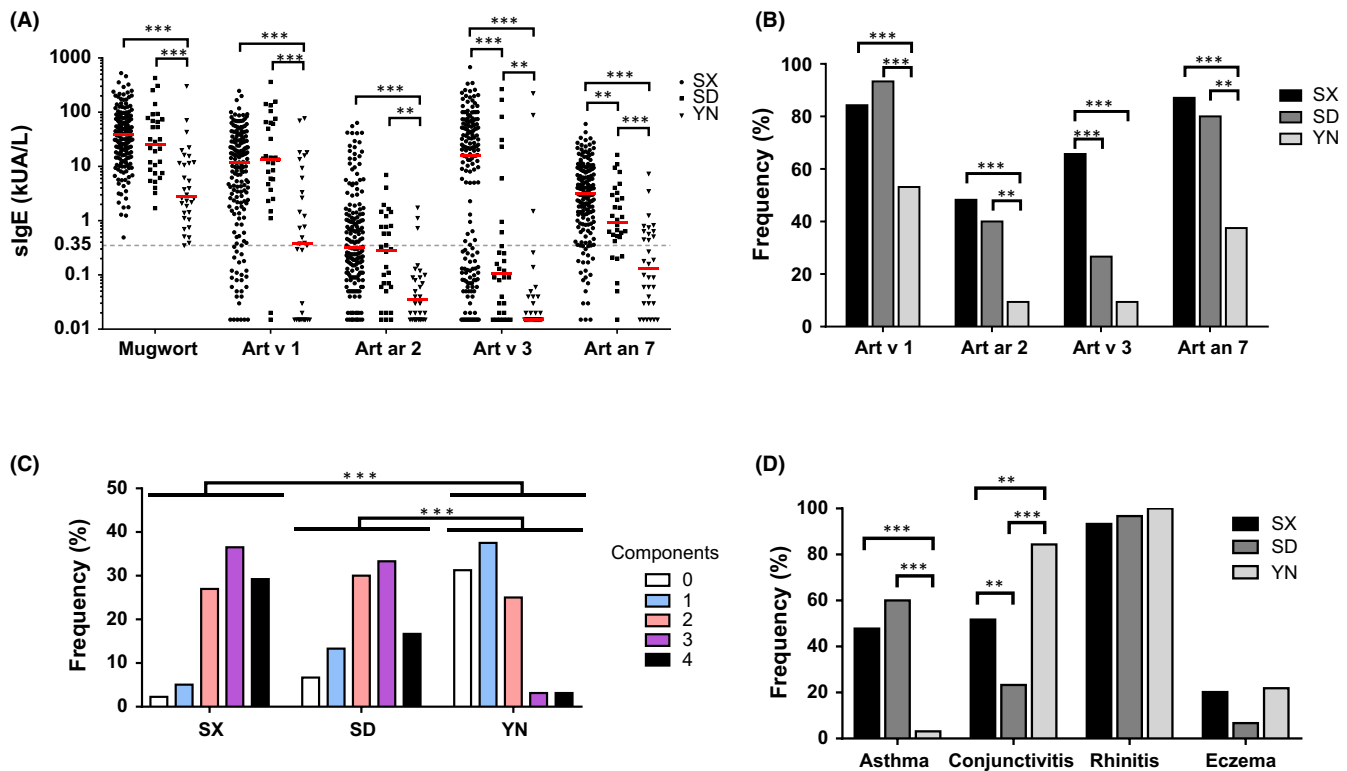 (A)
*** *** *** *** *** ** *** *** ** *** ** ***
1000
100
10
1
0.35
0.1
0.01
sIgE (kUA/L)
Mugwort Art v 1 Art ar 2 Art v 3 Art an 7
SX
SD
YN
(B)
*** *** *** ** *** *** *** **
100
80
60
40
20
0
Frequency (%)
Art v 1 Art ar 2 Art v 3 Art an 7
SX
SD
YN
(C)
***
***
50
40
30
20
10
0
Frequency (%)
SX SD YN
Components
0
1
2
3
4
(D)
*** *** ** *** **
100
80
60
40
20
0
Frequency (%)
Asthma Conjunctivitis Rhinitis Eczema
SX
SD
YN